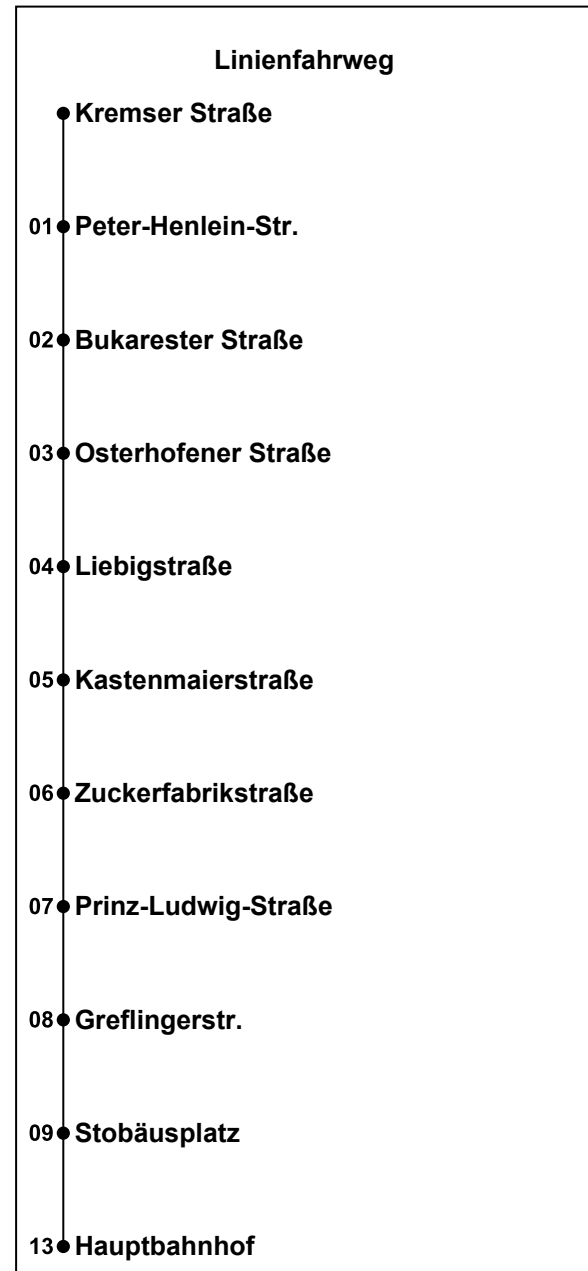 Linienfahrweg
Kremser Straße
01 Peter-Henlein-Str.
02 Bukarester Straße
03 Osterhofener Straße
04 Liebigstraße
05 Kastenmaierstraße
06 Zuckerfabrikstraße
07 Prinz-Ludwig-Straße
08 Greflingerstr.
09 Stobäusplatz
13 Hauptbahnhof